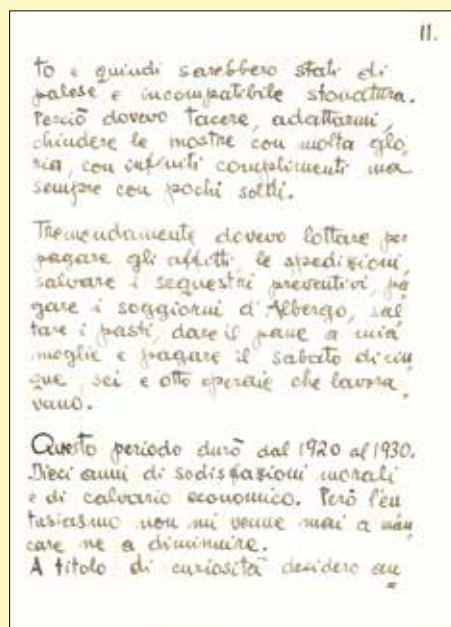 11.
to e quindi sarebbero stati di
palese e incompatibile stonatura.
Perciò dovevo tacere, adattarmi,
chiudere le mostre con molta glo,
ria, con infiniti complimenti ma
sempre con pochi soldi.
Tremendamente dovevo lottare per
pagare gli affitti, le spedizioni,
salvare i sequestri preventivi, pa
gare i soggiorni d'Albergo, sal
tare i pasti, dare il pane a mia
moglie e pagare il sabato di cin
que, sei e otto operaie che lavora,
vano.
Questo periodo durò dal 1920 al 1930.
Dieci anni di sodisfazioni morali
e di calvario economico. Però l'en
tusiasmo non mi venne mai a man
care ne a diminuire.
A titolo di curiosità desidero an
=